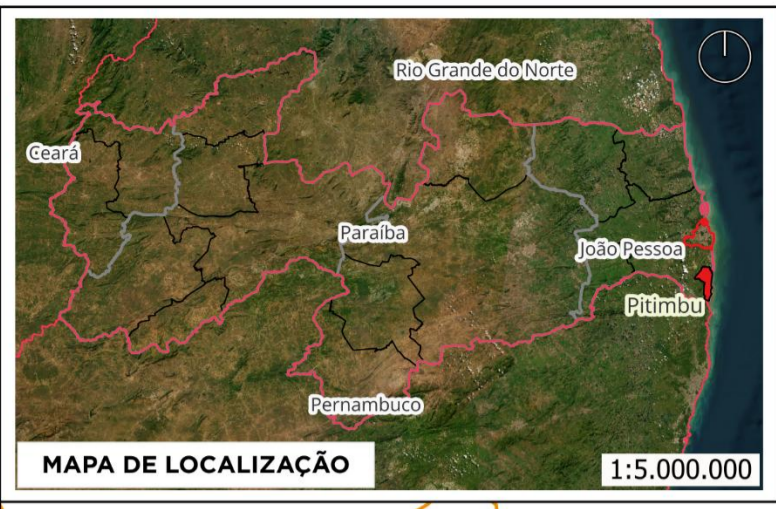 Rio Grande do Norte
Ceará
Paraíba
João Pessoa
Pitimbu
Pernambuco
MAPA DE LOCALIZAÇÃO
1:5.000.000